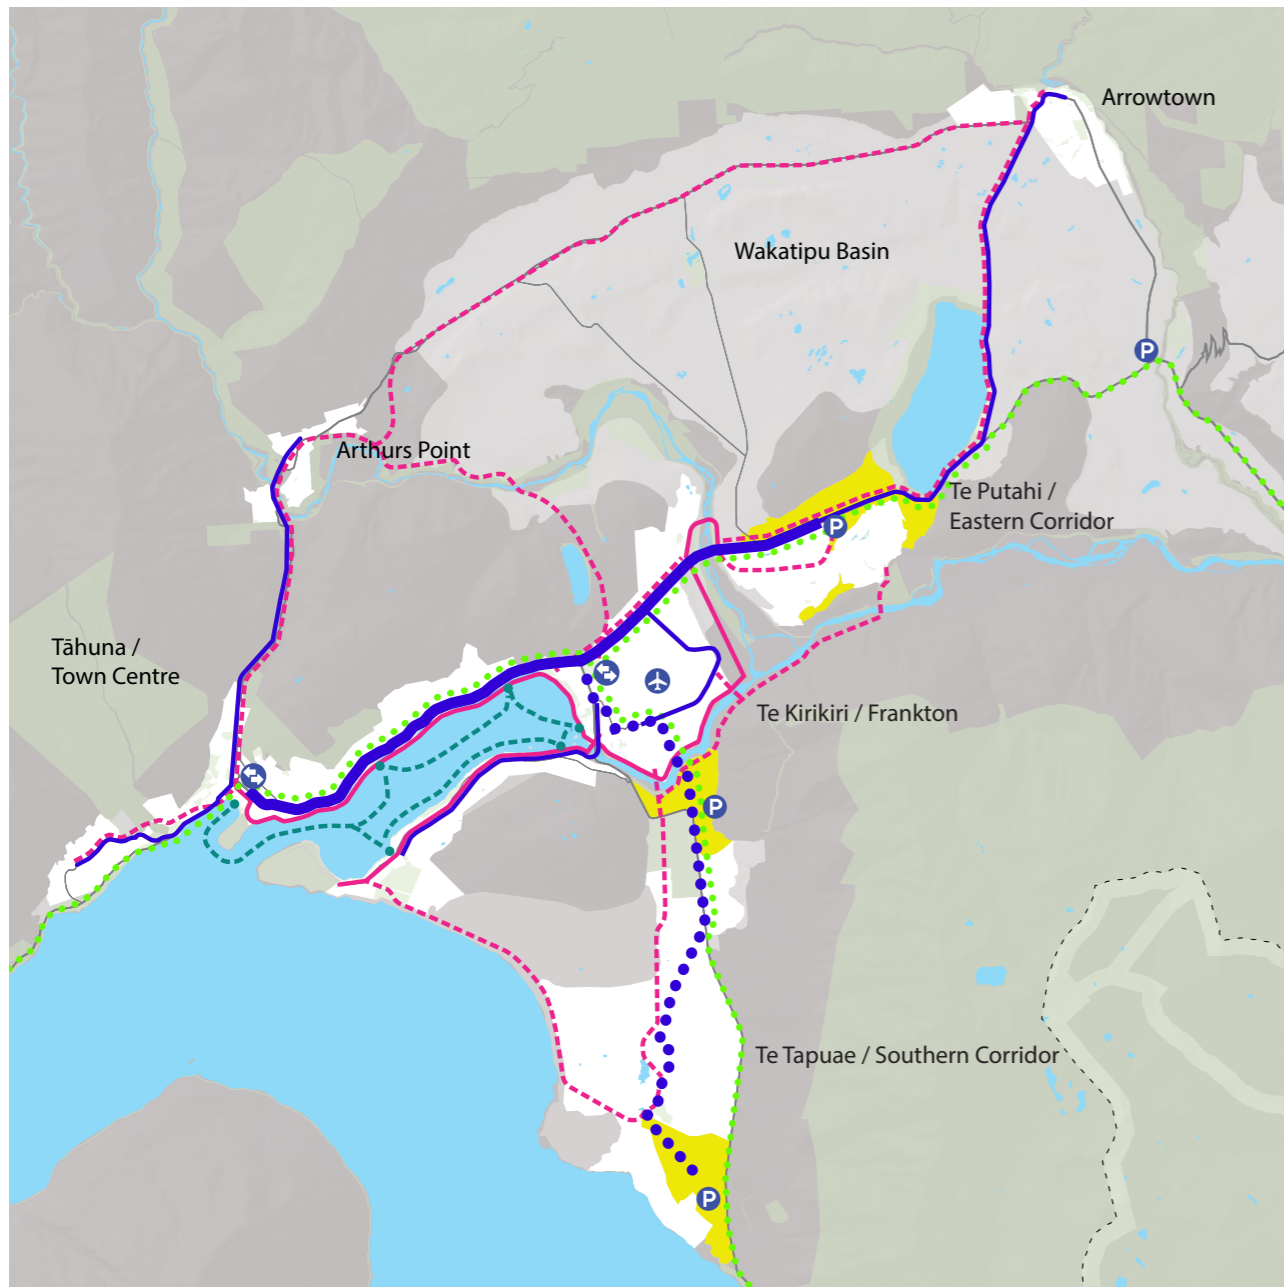 Arrowtown
Wakatipu Basin
P
Arthurs Point
Te Putahi /
Eastern Corridor
P
Tāhuna /
Town Centre
Te Kirikiri / Frankton
P
Te Tapuae / Southern Corridor
P